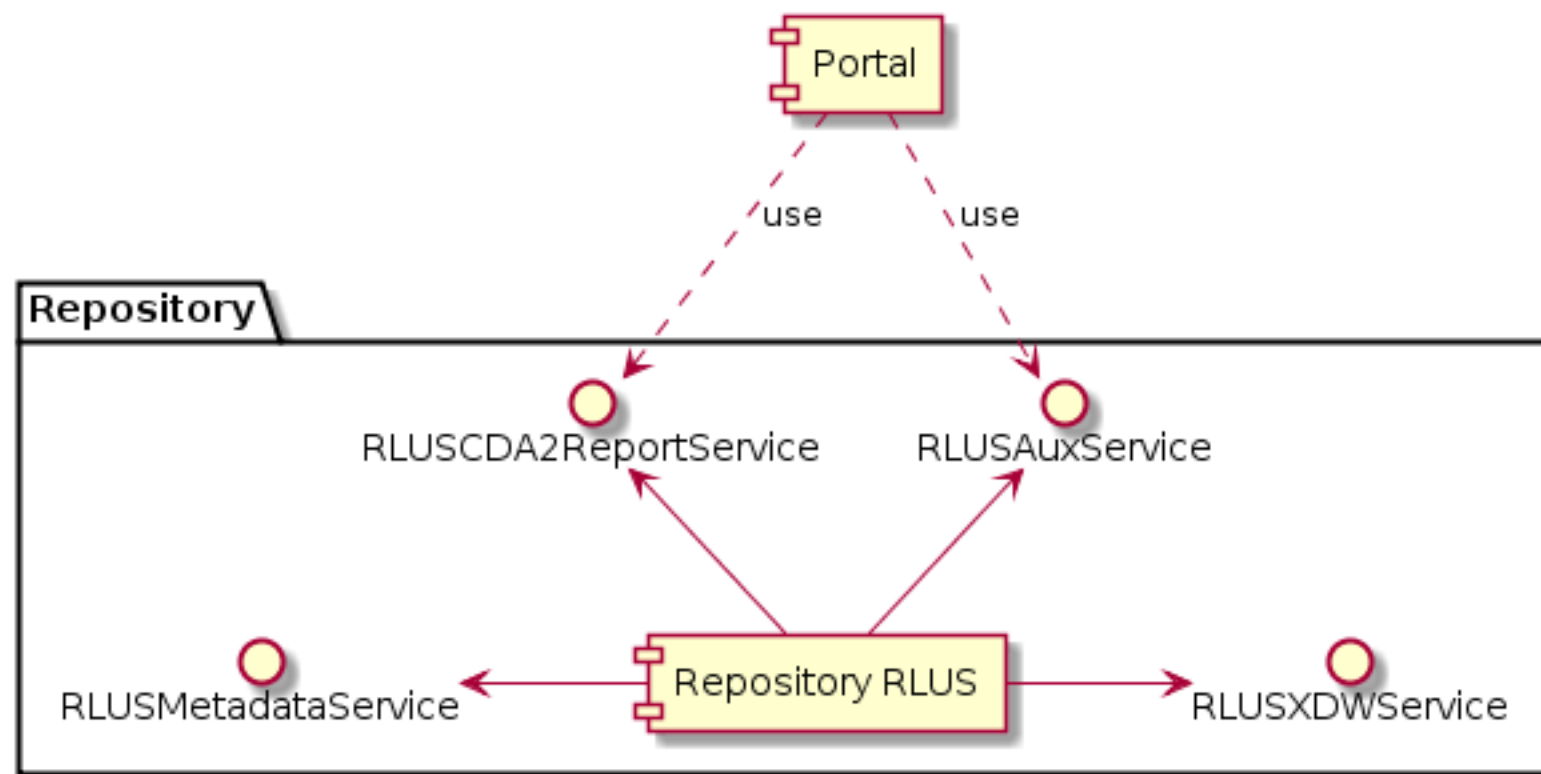 Portal
use
use
Repository
RLUSCDA2ReportService
RLUSAuxService
RLUSMetadataService
Repository RLUS
RLUSXDWService